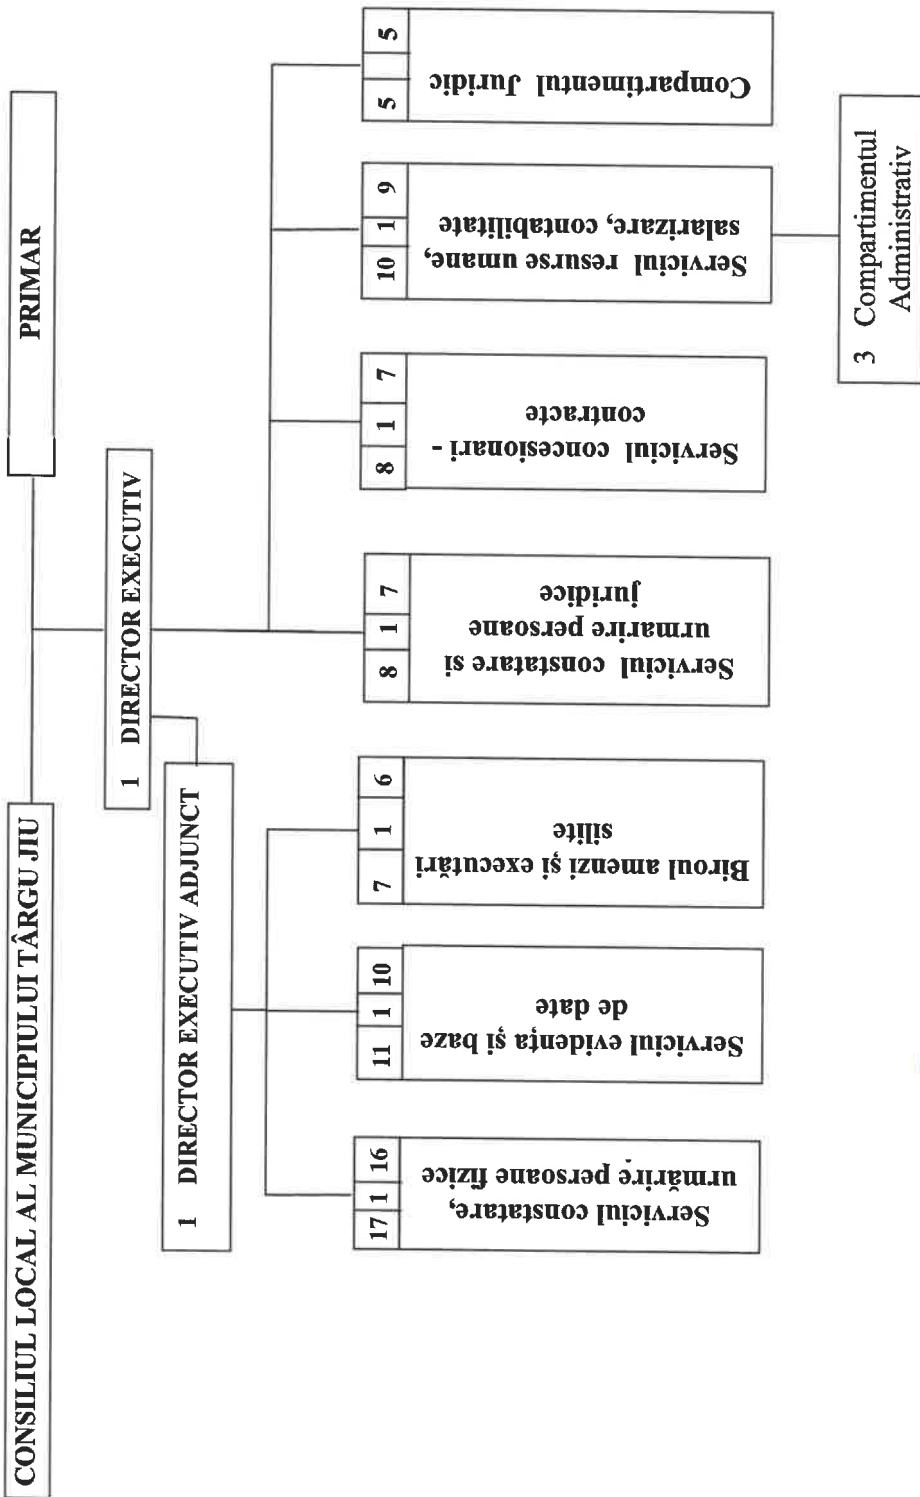 CONSILIUL LOCAL AL MUNICIPIULUI TÂRGU JIU
PRIMAR
1 DIRECTOR EXECUTIV
1 DIRECTOR EXECUTIV ADJUNCT
17 1 16
Serviciul constatare,
urmărire persoane fizice
11 1 10
Serviciul evidența și baze
de date
7 1 6
Biroul amenzi și executări
silite
8 1 7
Serviciul constatare si
urmarire persoane
juridice
8 1 7
Serviciul concesionari -
contracte
10 1 9
Serviciul resurse umane,
salarizare, contabilitate
5 5
Compartimentul Juridic
3 Compartimentul
Administrativ